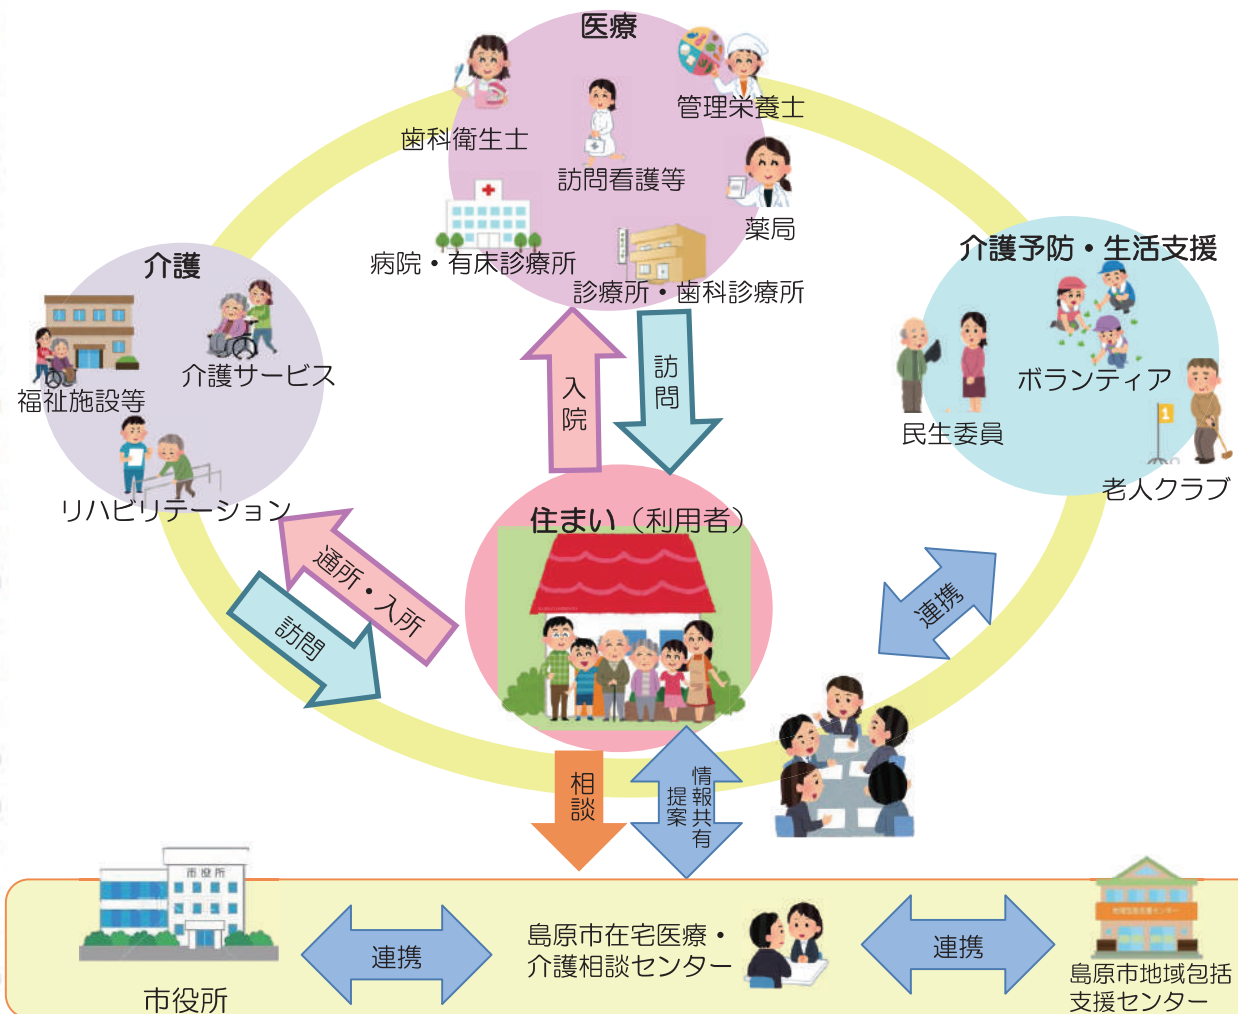 医療
歯科衛生士
管理栄養士
訪問看護等
薬局
病院・有床診療所
診療所・歯科診療所
介護
介護サービス
福祉施設等
リハビリテーション
介護予防・生活支援
ボランティア
民生委員
1
老人クラブ
入院
訪問
住まい（利用者）
通所・入所
訪問
連携
相談
情報共有
提案
市役所
市役所
連携
島原市在宅医療・
介護相談センター
連携
島原市地域包括
支援センター